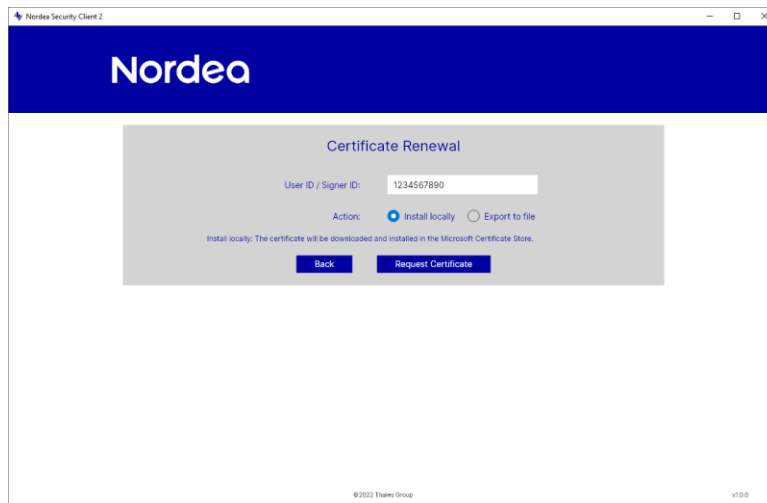 Nordea Security Client 2
Nordea
Certificate Renewal
User ID / Signer ID: 1234567890
Action: Install locally Export to file
Install locally: The certificate will be downloaded and installed in the Microsoft Certificate Store.
Back Request Certificate
©2022 Thales Group v1.0.0